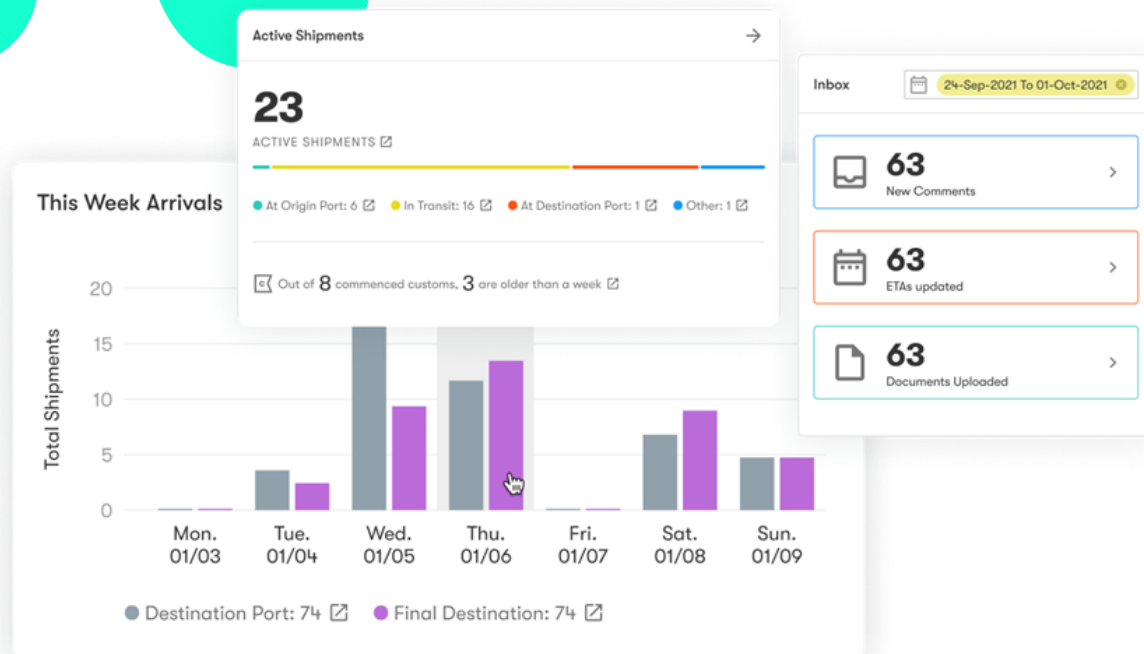 Active Shipments
23
ACTIVE SHIPMENTS
At Origin Port: 6 In Transit: 16 At Destination Port: 1 Other: 1
Out of 8 commenced customs, 3 are older than a week
Inbox 24-Sep-2021 To 01-Oct-2021
63
New Comments
63
ETAs updated
63
Documents Uploaded
This Week Arrivals
Total Shipments
20
15
10
5
0
Mon. Tue. Wed. Thu. Fri. Sat. Sun.
01/03 01/04 01/05 01/06 01/07 01/08 01/09
Destination Port: 74 Final Destination: 74